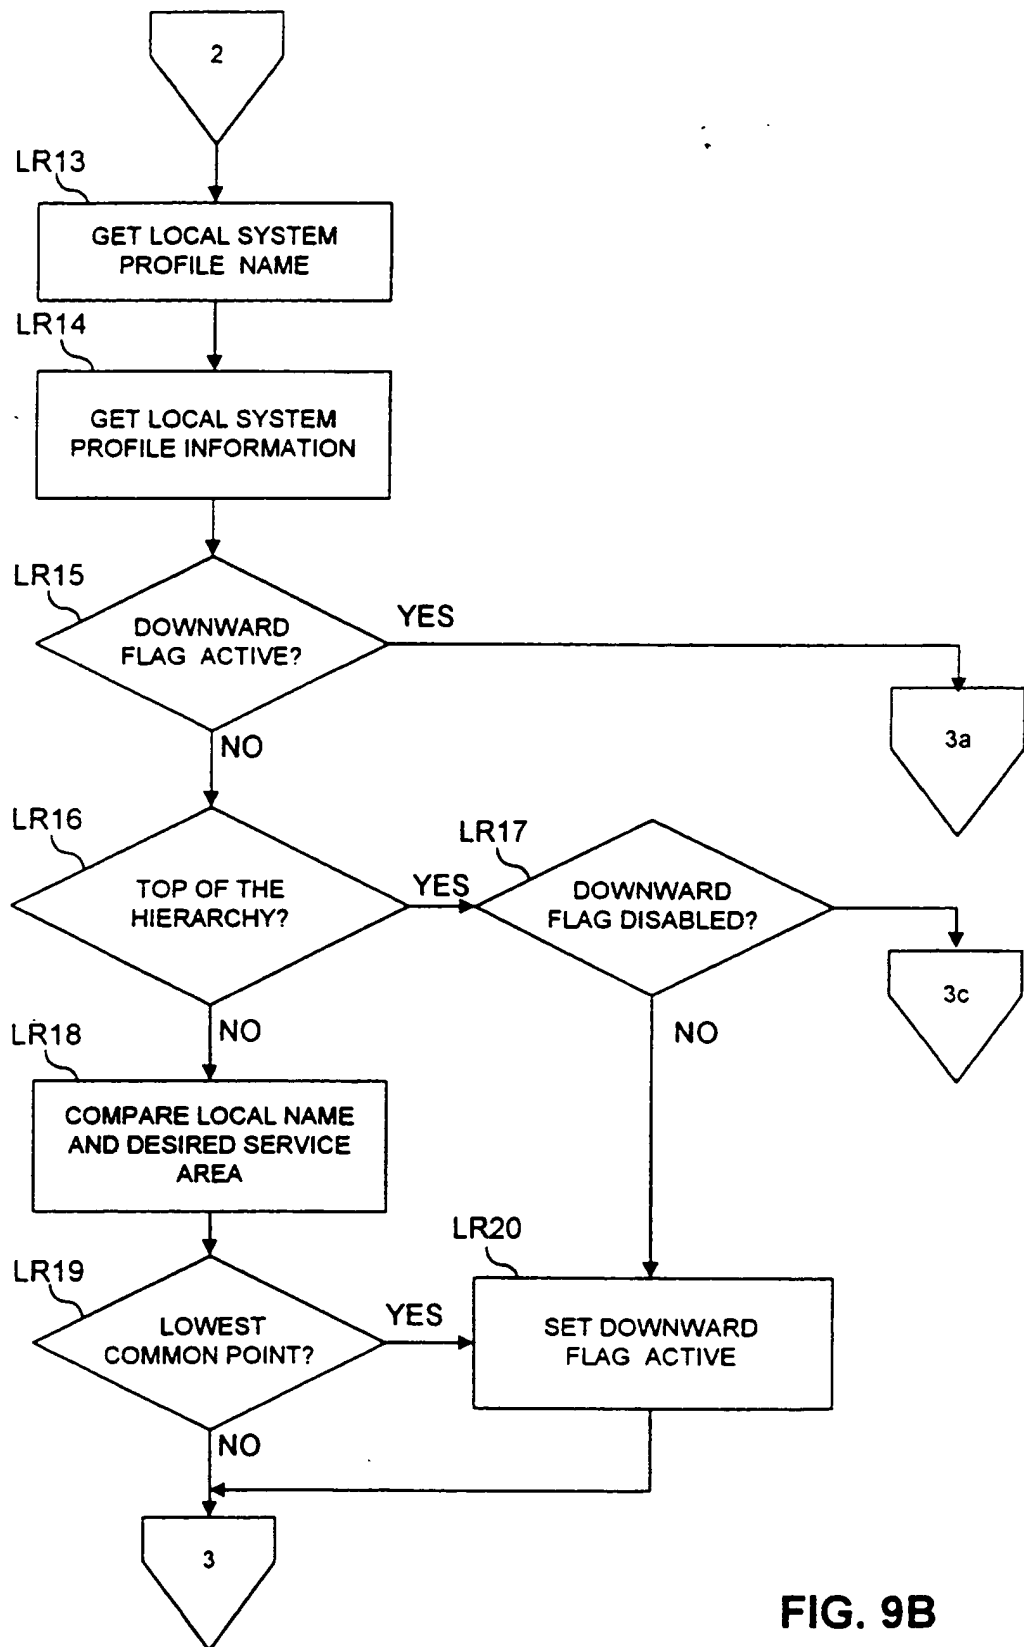 2
LR13
GET LOCAL SYSTEM
PROFILE NAME
LR14
GET LOCAL SYSTEM
PROFILE INFORMATION
LR15
DOWNWARD
FLAG ACTIVE?
YES
3a
NO
LR16
TOP OF THE
HIERARCHY?
YES
LR17
DOWNWARD
FLAG DISABLED?
3c
NO
NO
LR18
COMPARE LOCAL NAME
AND DESIRED SERVICE
AREA
LR19
LOWEST
COMMON POINT?
YES
LR20
SET DOWNWARD
FLAG ACTIVE
NO
3
FIG. 9B